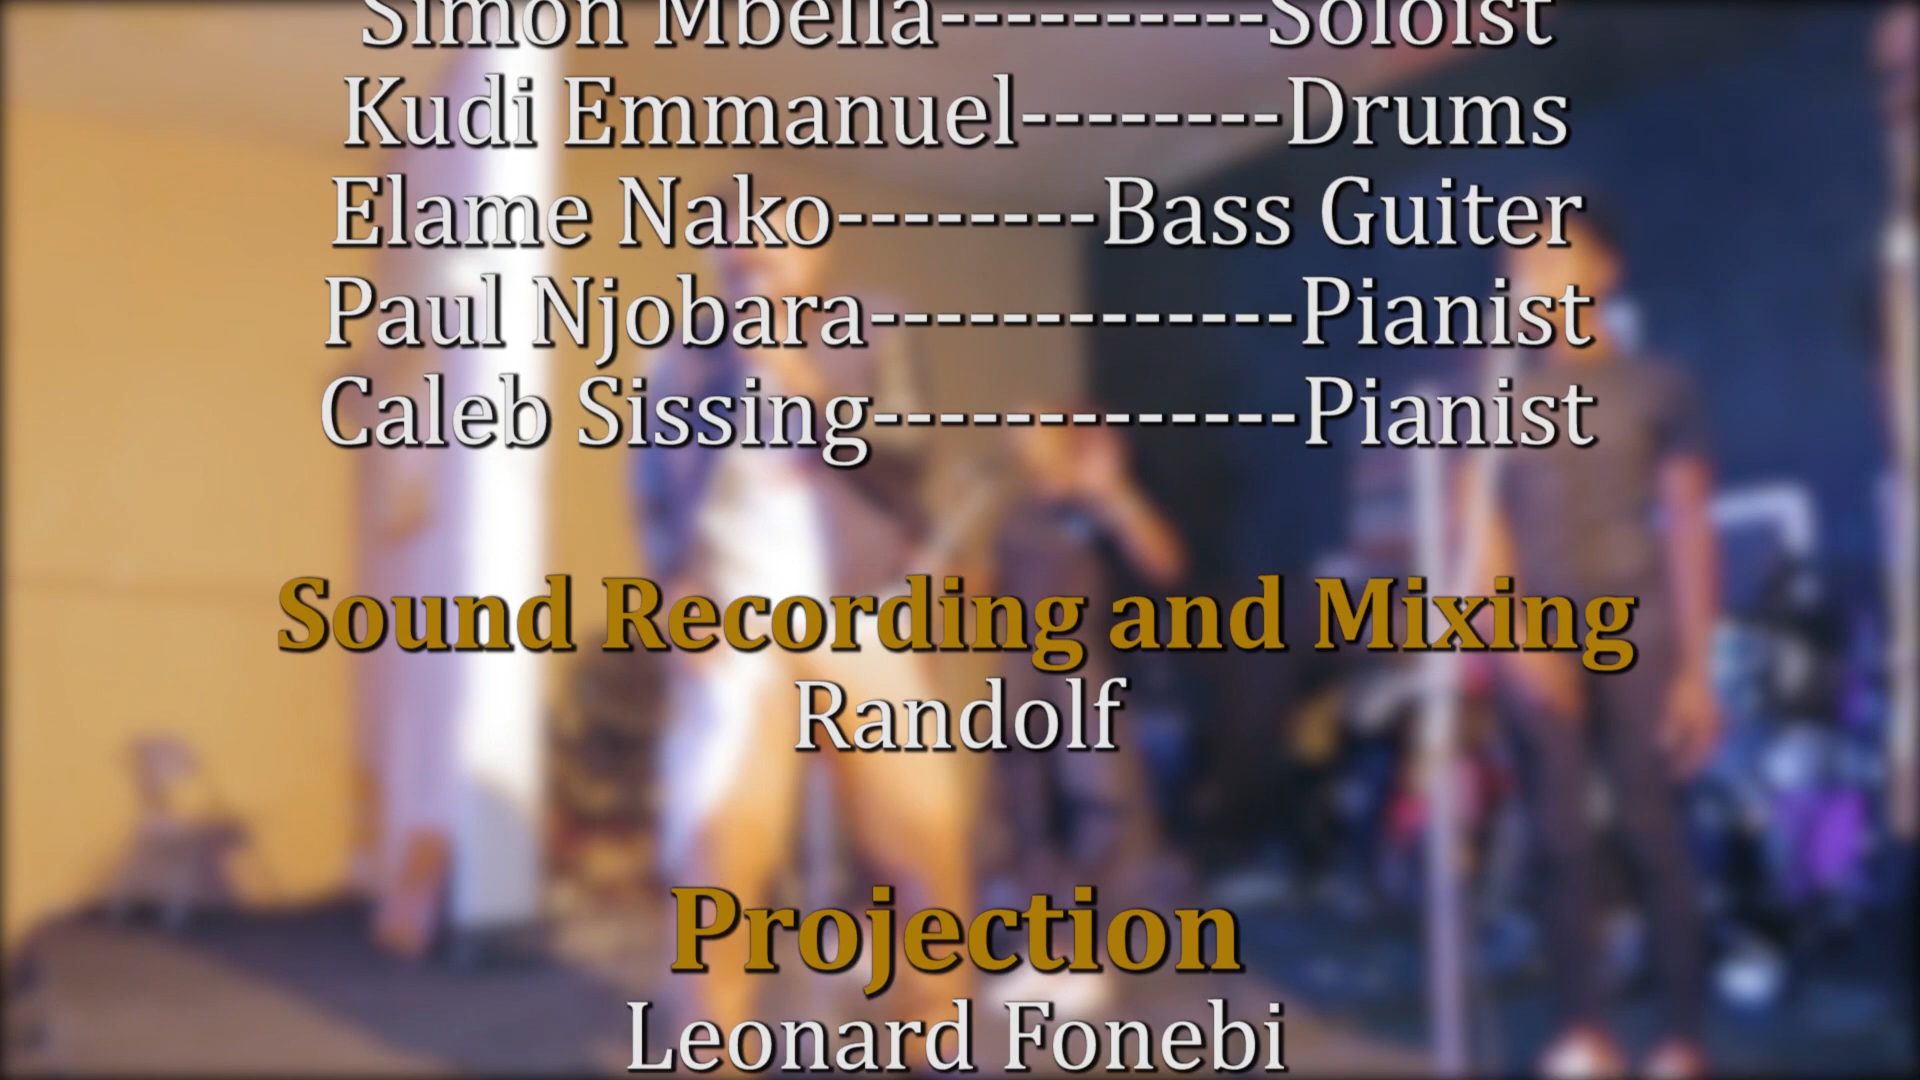 Simon Mbella----------Soloist
Kudi Emmanuel--------Drums
Elame Nako--------Bass Guiter
Paul Njobara-------------Pianist
Caleb Sissing-------------Pianist
Sound Recording and Mixing
Randolf
Projection
Leonard Fonebi